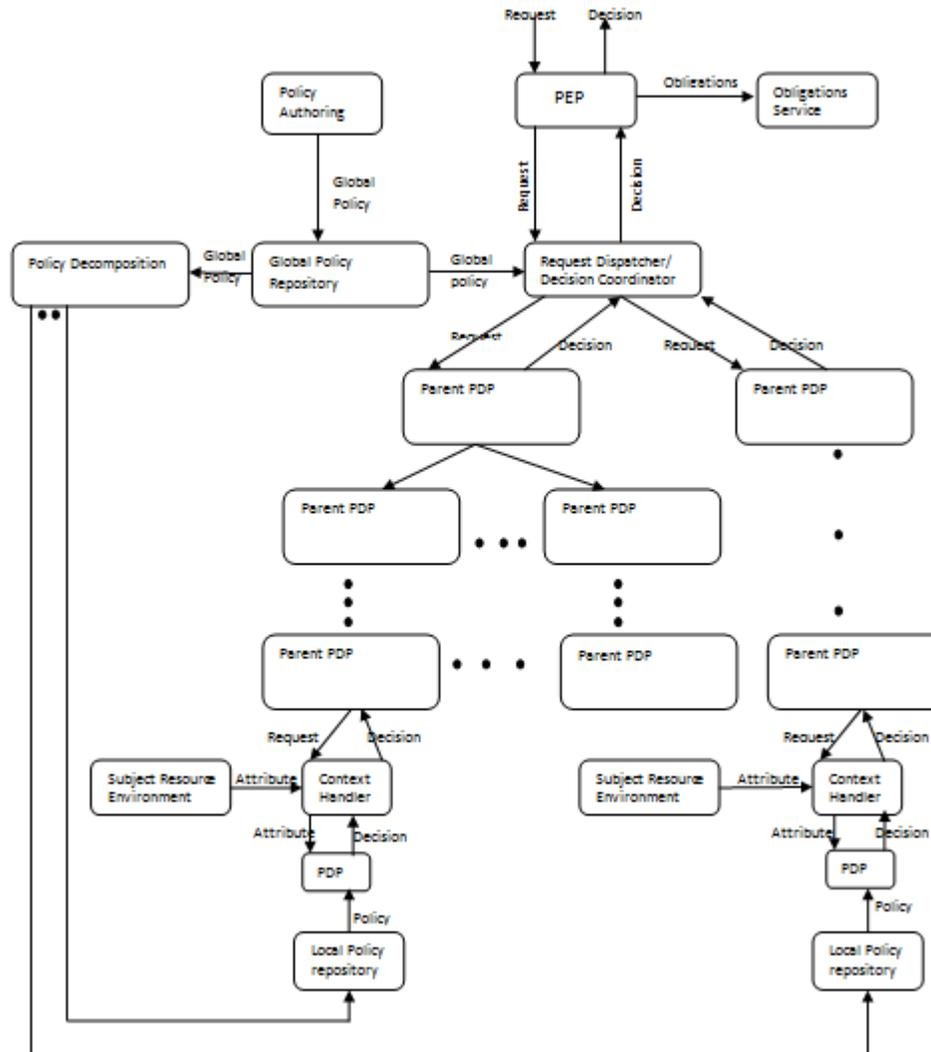 Request
Decision
Policy
Authoring
PEP
Obligations
Obligations
Service
Global
Policy
Request
Decision
Policy Decomposition
Global
Policy
Global Policy
Repository
Global
policy
Request Dispatcher/
Decision Coordinator
Request
Decision
Request
Decision
Parent PDP
Parent PDP
Parent PDP
Parent PDP
Parent PDP
Parent PDP
Parent PDP
Request
Decision
Request
Decision
Subject Resource
Environment
Attribute
Context
Handler
Subject Resource
Environment
Attribute
Context
Handler
Attribute
Decision
Attribute
Decision
PDP
PDP
Policy
Policy
Local Policy
repository
Local Policy
repository